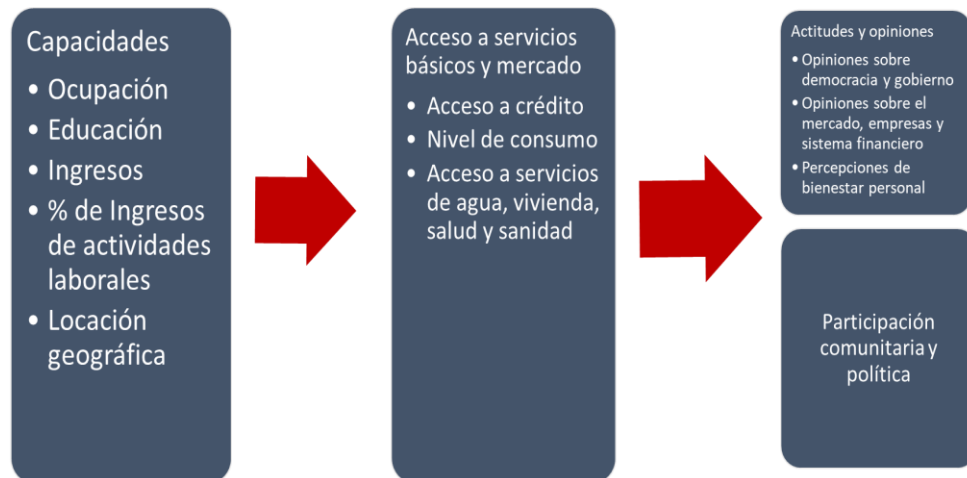 Capacidades
• Ocupación
• Educación
• Ingresos
• % de Ingresos
de actividades
laborales
• Locación
geográfica
Acceso a servicios
básicos y mercado
• Acceso a crédito
• Nivel de consumo
• Acceso a servicios
de agua, vivienda,
salud y sanidad
Actitudes y opiniones
• Opiniones sobre
democracia y gobierno
• Opiniones sobre el
mercado, empresas y
sistema financiero
• Percepciones de
bienestar personal
Participación
comunitaria y
política